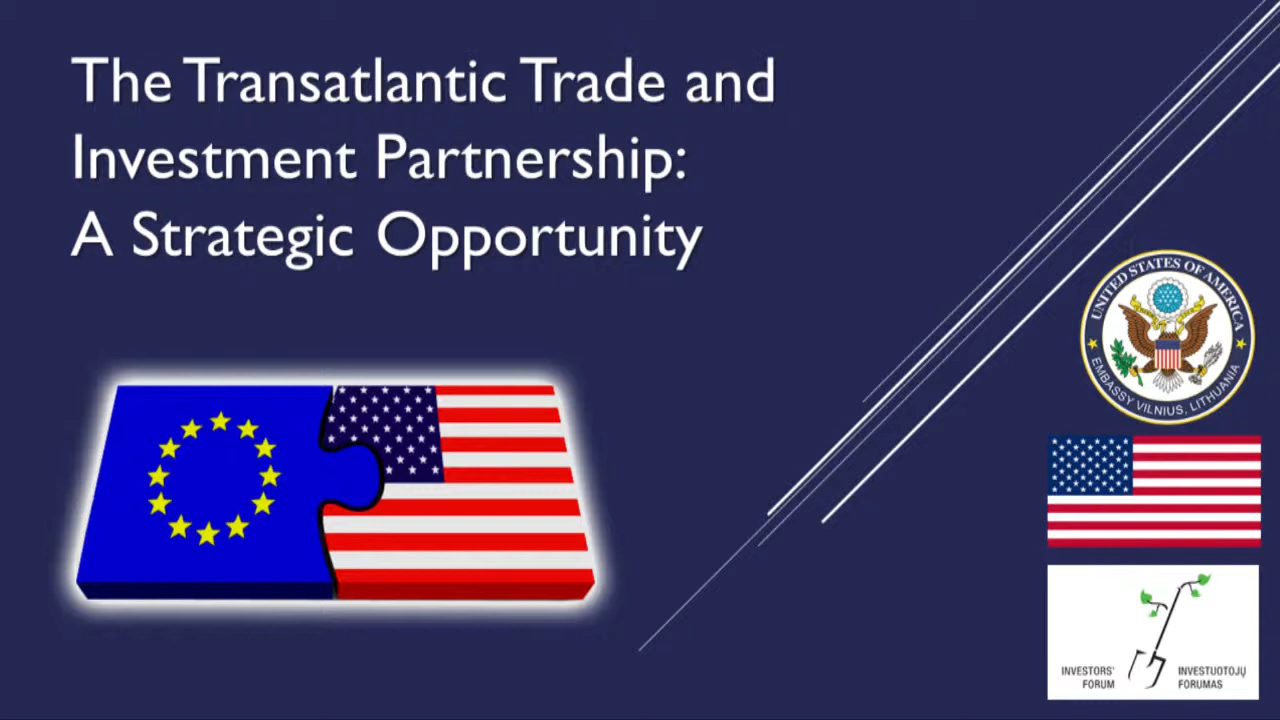 The Transatlantic Trade and
Investment Partnership:
A Strategic Opportunity
UNITED STATES OF AMERICA
EMBASSY VILNIUS, LITHUANIA
INVESTORS'
FORUM
INVESTUOTOJŲ
FORUMAS